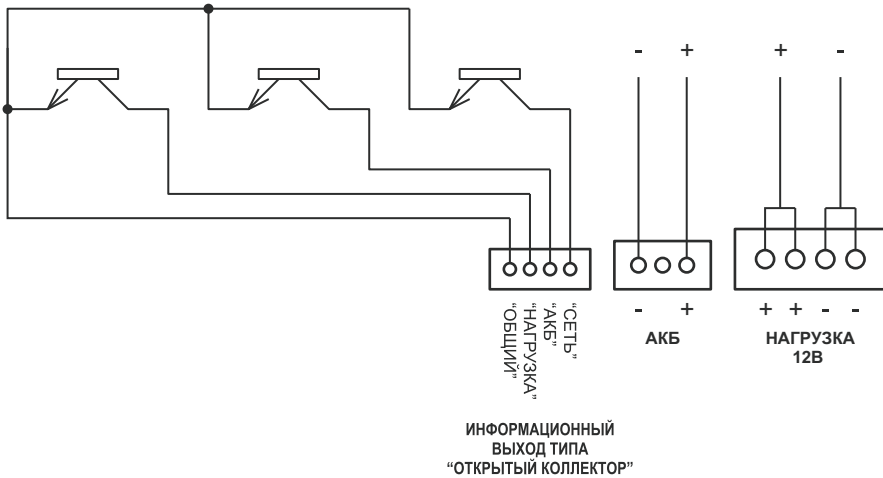 - + + -
- + + + - -
АКБ НАГРУЗКА
12В
“ОБЩИЙ”
“НАГРУЗКА”
“АКБ”
“СЕТЬ”
ИНФОРМАЦИОННЫЙ
ВЫХОД ТИПА
“ОТКРЫТЫЙ КОЛЛЕКТОР”